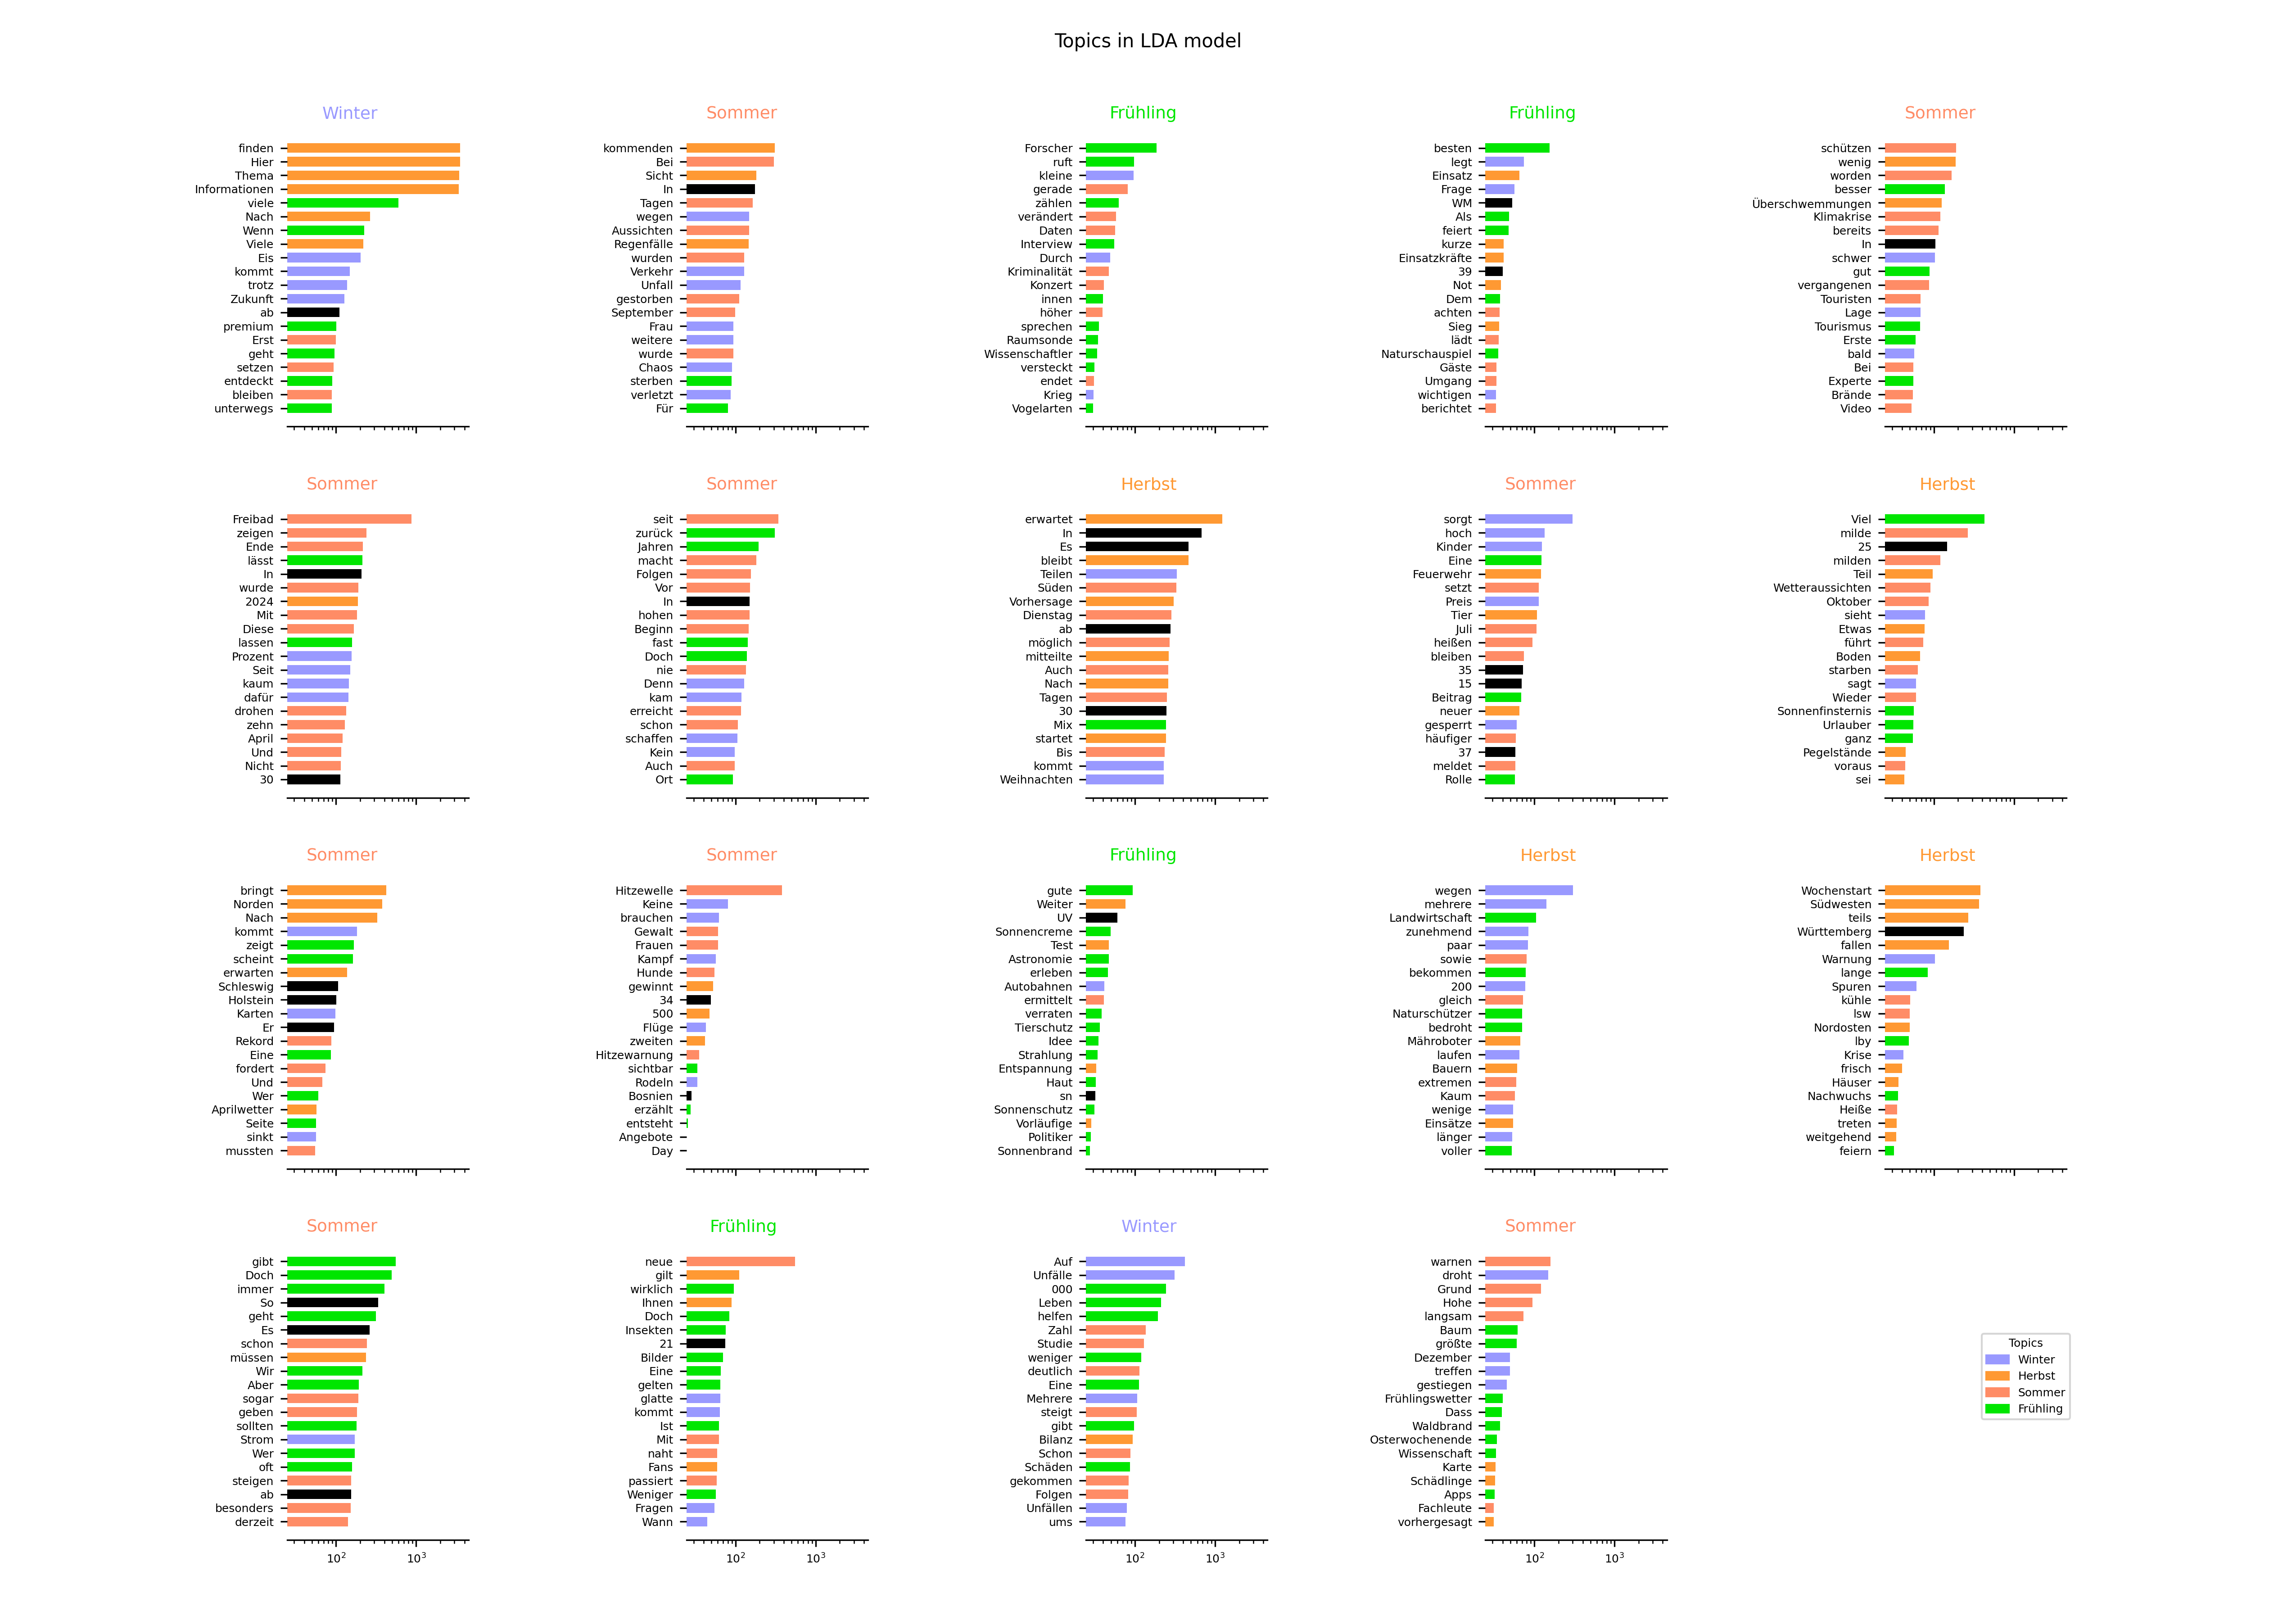 Topics in LDA model
Winter
finden
Hier
Thema
Informationen
viele
Nach
Wenn
Viele
Eis
kommt
trotz
Zukunft
ab
premium
Erst
geht
setzen
entdeckt
bleiben
unterwegs
Sommer
kommenden
Bei
Sicht
In
Tagen
wegen
Aussichten
Regenfälle
wurden
Verkehr
Unfall
gestorben
September
Frau
weitere
wurde
Chaos
sterben
verletzt
Für
Frühling
Forscher
ruft
kleine
gerade
zählen
verändert
Daten
Interview
Durch
Kriminalität
Konzert
innen
höher
sprechen
Raumsonde
Wissenschaftler
versteckt
endet
Krieg
Vogelarten
Frühling
besten
legt
Einsatz
Frage
WM
Als
feiert
kurze
Einsatzkräfte
39
Not
Dem
achten
Sieg
lädt
Naturschauspiel
Gäste
Umgang
wichtigen
berichtet
Sommer
schützen
wenig
worden
besser
Überschwemmungen
Klimakrise
bereits
In
schwer
gut
vergangenen
Touristen
Lage
Tourismus
Erste
bald
Bei
Experte
Brände
Video
Sommer
Freibad
zeigen
Ende
lässt
In
wurde
2024
Mit
Diese
lassen
Prozent
Seit
kaum
dafür
drohen
zehn
April
Und
Nicht
30
Sommer
seit
zurück
Jahren
macht
Folgen
Vor
In
hohen
Beginn
fast
Doch
nie
Denn
kam
erreicht
schon
schaffen
Kein
Auch
Ort
Herbst
erwartet
In
Es
bleibt
Teilen
Süden
Vorhersage
Dienstag
ab
möglich
mitteilte
Auch
Nach
Tagen
30
Mix
startet
Bis
kommt
Weihnachten
Sommer
sorgt
hoch
Kinder
Eine
Feuerwehr
setzt
Preis
Tier
Juli
heißen
bleiben
35
15
Beitrag
neuer
gesperrt
häufiger
37
meldet
Rolle
Herbst
Viel
milde
25
milden
Teil
Wetteraussichten
Oktober
sieht
Etwas
führt
Boden
starben
sagt
Wieder
Sonnenfinsternis
Urlauber
ganz
Pegelstände
voraus
sei
Sommer
bringt
Norden
Nach
kommt
zeigt
scheint
erwarten
Schleswig
Holstein
Karten
Er
Rekord
Eine
fordert
Und
Wer
Aprilwetter
Seite
sinkt
mussten
Sommer
Hitzewelle
Keine
brauchen
Gewalt
Frauen
Kampf
Hunde
gewinnt
34
500
Flüge
zweiten
Hitzewarnung
sichtbar
Rodeln
Bosnien
erzählt
entsteht
Angebote
Day
Frühling
gute
Weiter
UV
Sonnencreme
Test
Astronomie
erleben
Autobahnen
ermittelt
verraten
Tierschutz
Idee
Strahlung
Entspannung
Haut
sn
Sonnenschutz
Vorläufige
Politiker
Sonnenbrand
Herbst
wegen
mehrere
Landwirtschaft
zunehmend
paar
sowie
bekommen
200
gleich
Naturschützer
bedroht
Mähroboter
laufen
Bauern
extremen
Kaum
wenige
Einsätze
länger
voller
Herbst
Wochenstart
Südwesten
teils
Württemberg
fallen
Warnung
lange
Spuren
kühle
lsw
Nordosten
lby
Krise
frisch
Häuser
Nachwuchs
Heiße
treten
weitgehend
feiern
Sommer
gibt
Doch
immer
So
geht
Es
schon
müssen
Wir
Aber
sogar
geben
sollten
Strom
Wer
oft
steigen
ab
besonders
derzeit
10²
10³
Frühling
neue
gilt
wirklich
Ihnen
Doch
Insekten
21
Bilder
Eine
gelten
glatte
kommt
Ist
Mit
naht
Fans
passiert
Weniger
Fragen
Wann
10²
10³
Winter
Auf
Unfälle
000
Leben
helfen
Zahl
Studie
weniger
deutlich
Eine
Mehrere
steigt
gibt
Bilanz
Schon
Schäden
gekommen
Folgen
Unfällen
ums
10²
10³
Sommer
warnen
droht
Grund
Hohe
langsam
Baum
größte
Dezember
treffen
gestiegen
Frühlingswetter
Dass
Waldbrand
Osterwochenende
Wissenschaft
Karte
Schädlinge
Apps
Fachleute
vorhergesagt
10²
10³
Topics
Winter
Herbst
Sommer
Frühling